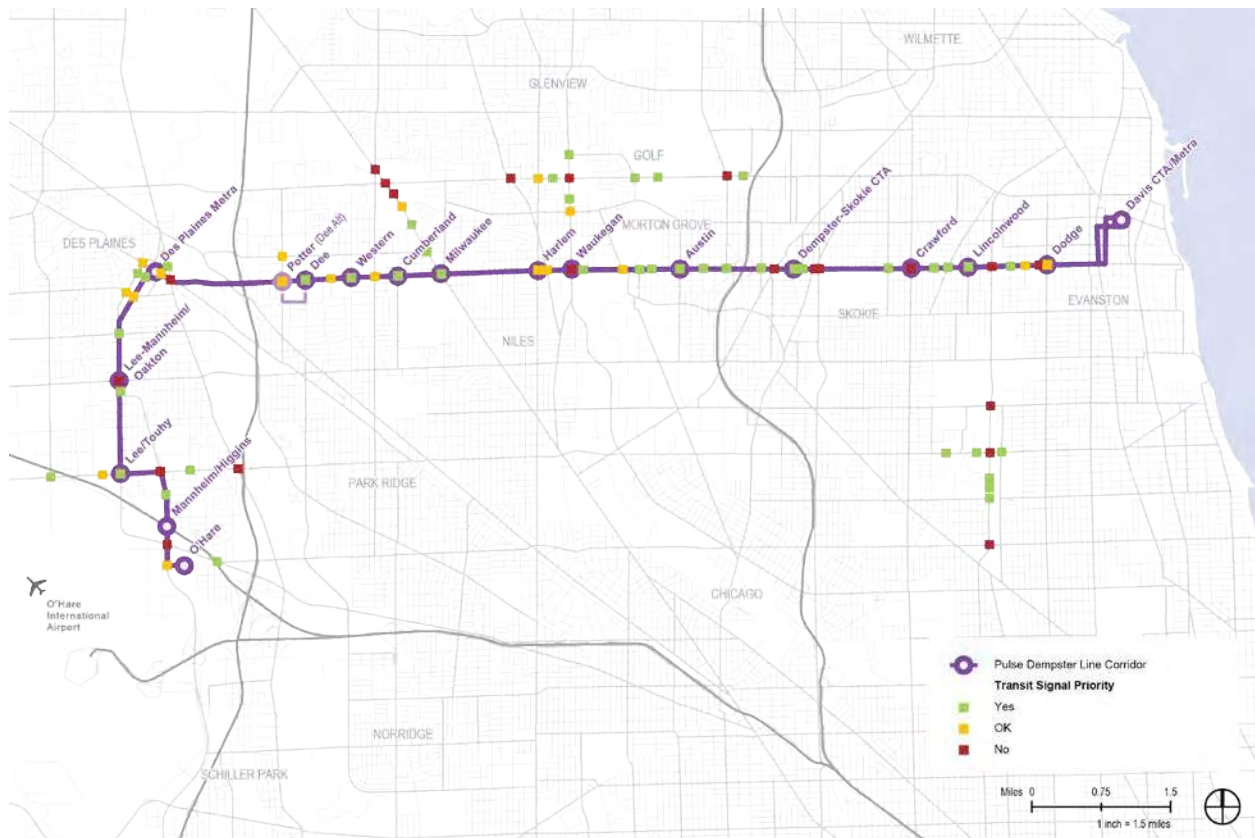 WILMETTE
GLENVIEW
GOLF
Davis CTA/Metra
Des Plaines Metra
DES PLAINES
Potter (Dee Alt)
Dee
Western
Cumberland
Milwaukee
Harlem
Waukegan
MORTON GROVE
Austin
Dempster-Skokie CTA
Crawford
Lincolnwood
Dodge
EVANSTON
SKOKIE
NILES
Lee-Mannheim/
Oakton
Lee/Touhy
Mannheim/Higgins
PARK RIDGE
O'Hare
O'Hare
International
Airport
CHICAGO
NORRIDGE
SCHILLER PARK
Pulse Dempster Line Corridor
Transit Signal Priority
Yes
OK
No
Miles 0 0.75 1.5
1 inch = 1.5 miles